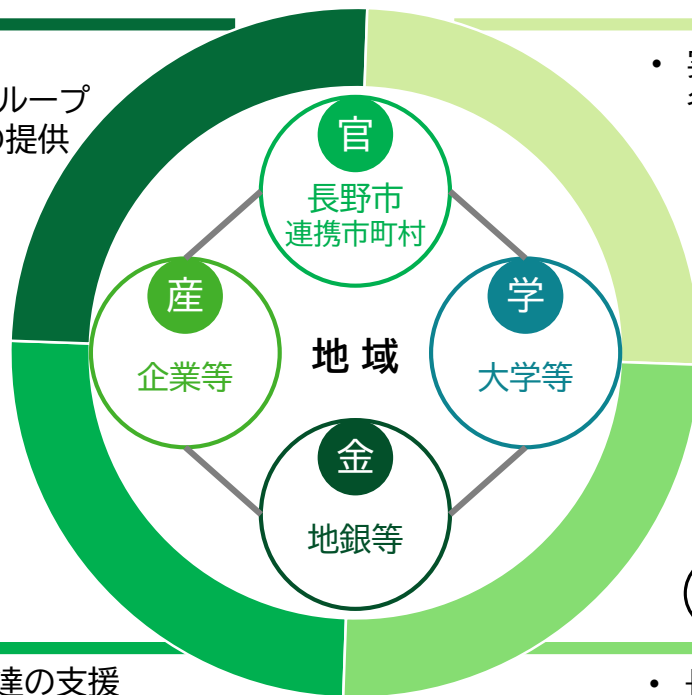 ループ
の提供
官
長野市
連携市町村
産
企業等
地域
学
大学等
金
地銀等
達の支援